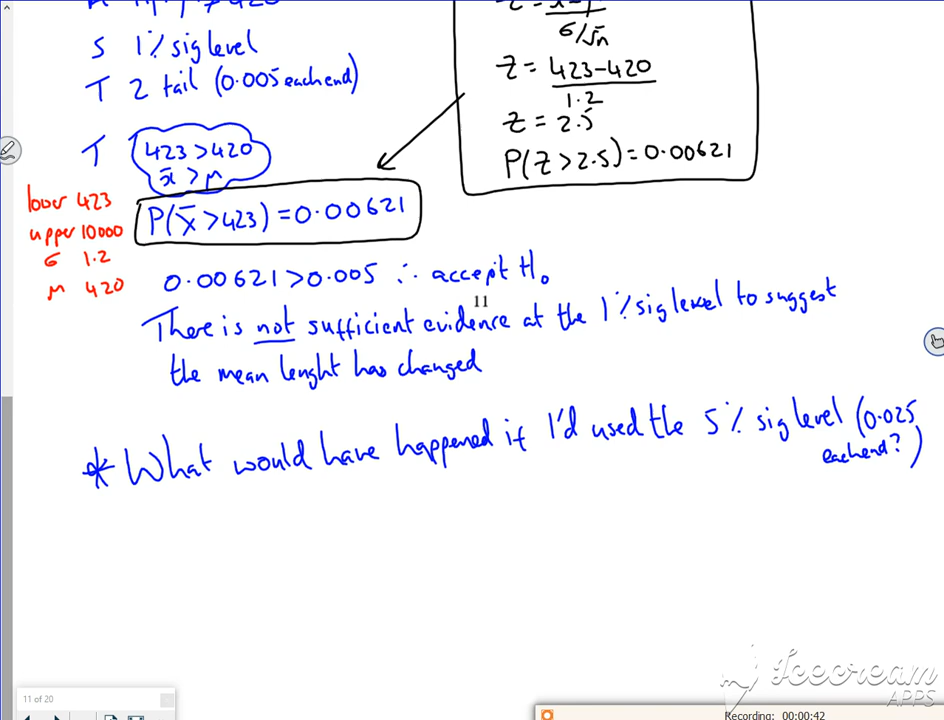 S 1% sig level
T 2 tail (0.005 each end)
T 423 > 420
x̄ > μ
lower 423
upper 10000
σ 1.2
μ 420
P(x̄ > 423) = 0.00621
σ/√n
Z = 423-420
1.2
Z = 2.5
P(Z > 2.5) = 0.00621
0.00621 > 0.005 ∴ accept H₀
11
There is not sufficient evidence at the 1% sig level to suggest
the mean lenght has changed
* What would have happened if I'd used the 5% sig level (0.025
each end?)
11 of 20
Icecream
APPS
Recording: 00:00:42